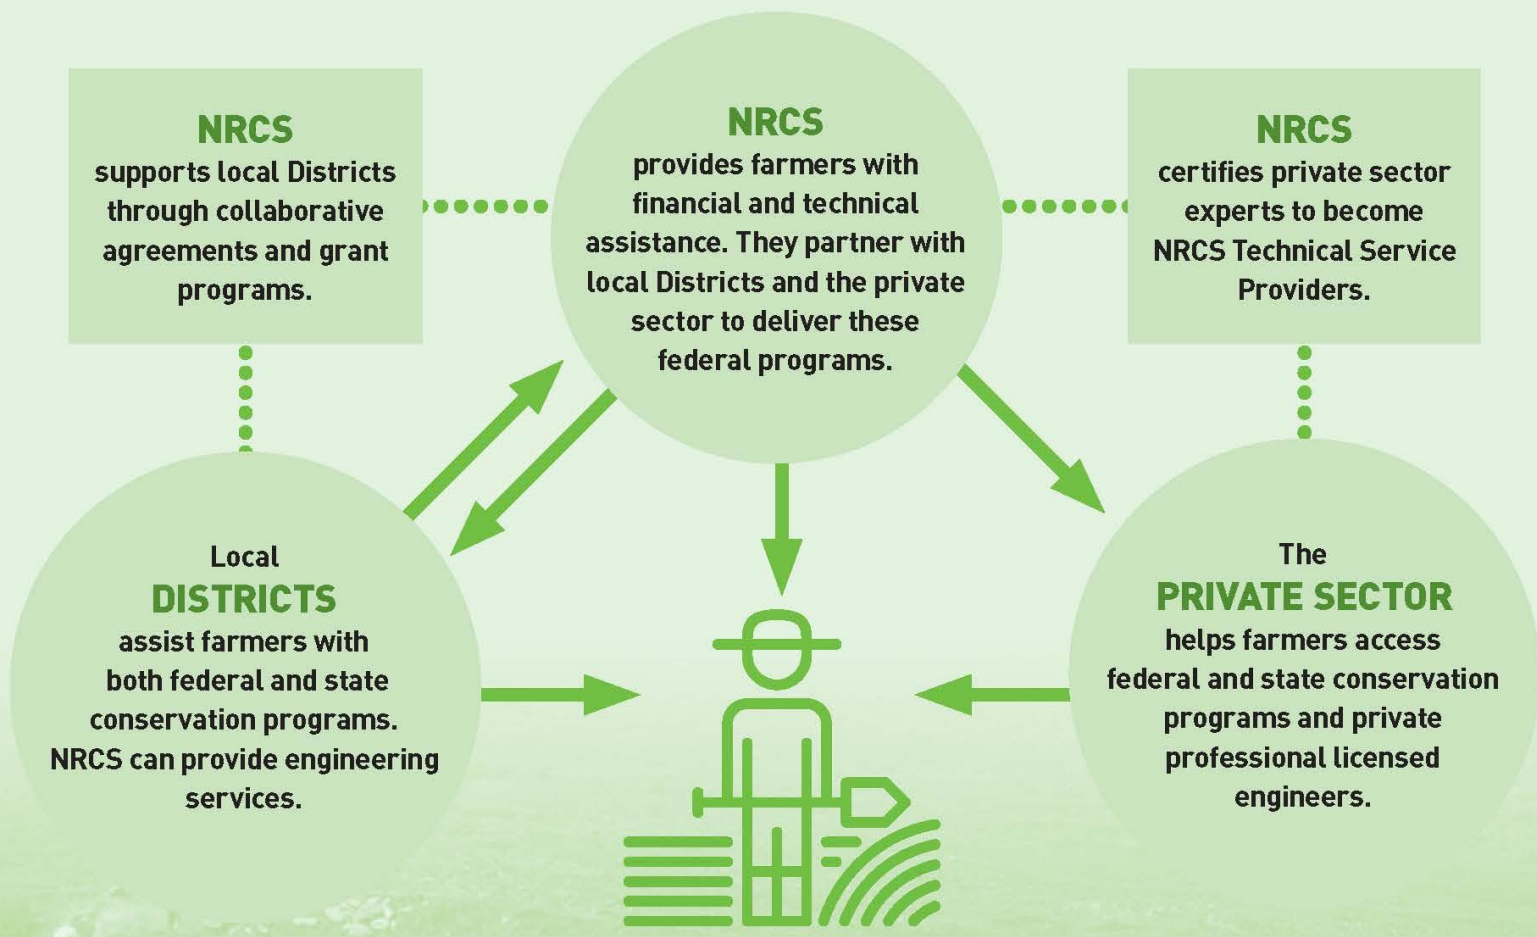 NRCS
supports local Districts
through collaborative
agreements and grant
programs.
NRCS
provides farmers with
financial and technical
assistance. They partner with
local Districts and the private
sector to deliver these
federal programs.
NRCS
certifies private sector
experts to become
NRCS Technical Service
Providers.
Local
DISTRICTS
assist farmers with
both federal and state
conservation programs.
NRCS can provide engineering
services.
The
PRIVATE SECTOR
helps farmers access
federal and state conservation
programs and private
professional licensed
engineers.